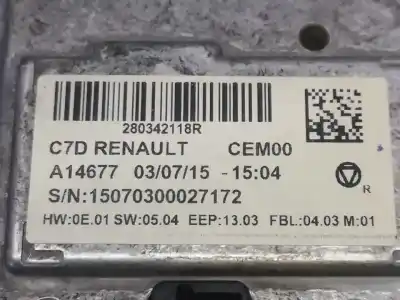 280342118R
C7D RENAULT CEM00
A14677 03/07/15 -15:04
S/N:15070300027172
R
HW:0E.01 SW:05.04 EEP:13.03 FBL:04.03 M:01